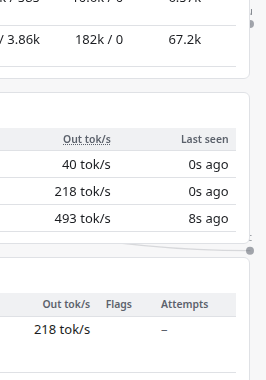 / 3.86k 182k / 0 67.2k
Out tok/s Last seen
40 tok/s 0s ago
218 tok/s 0s ago
493 tok/s 8s ago
Out tok/s Flags Attempts
218 tok/s –